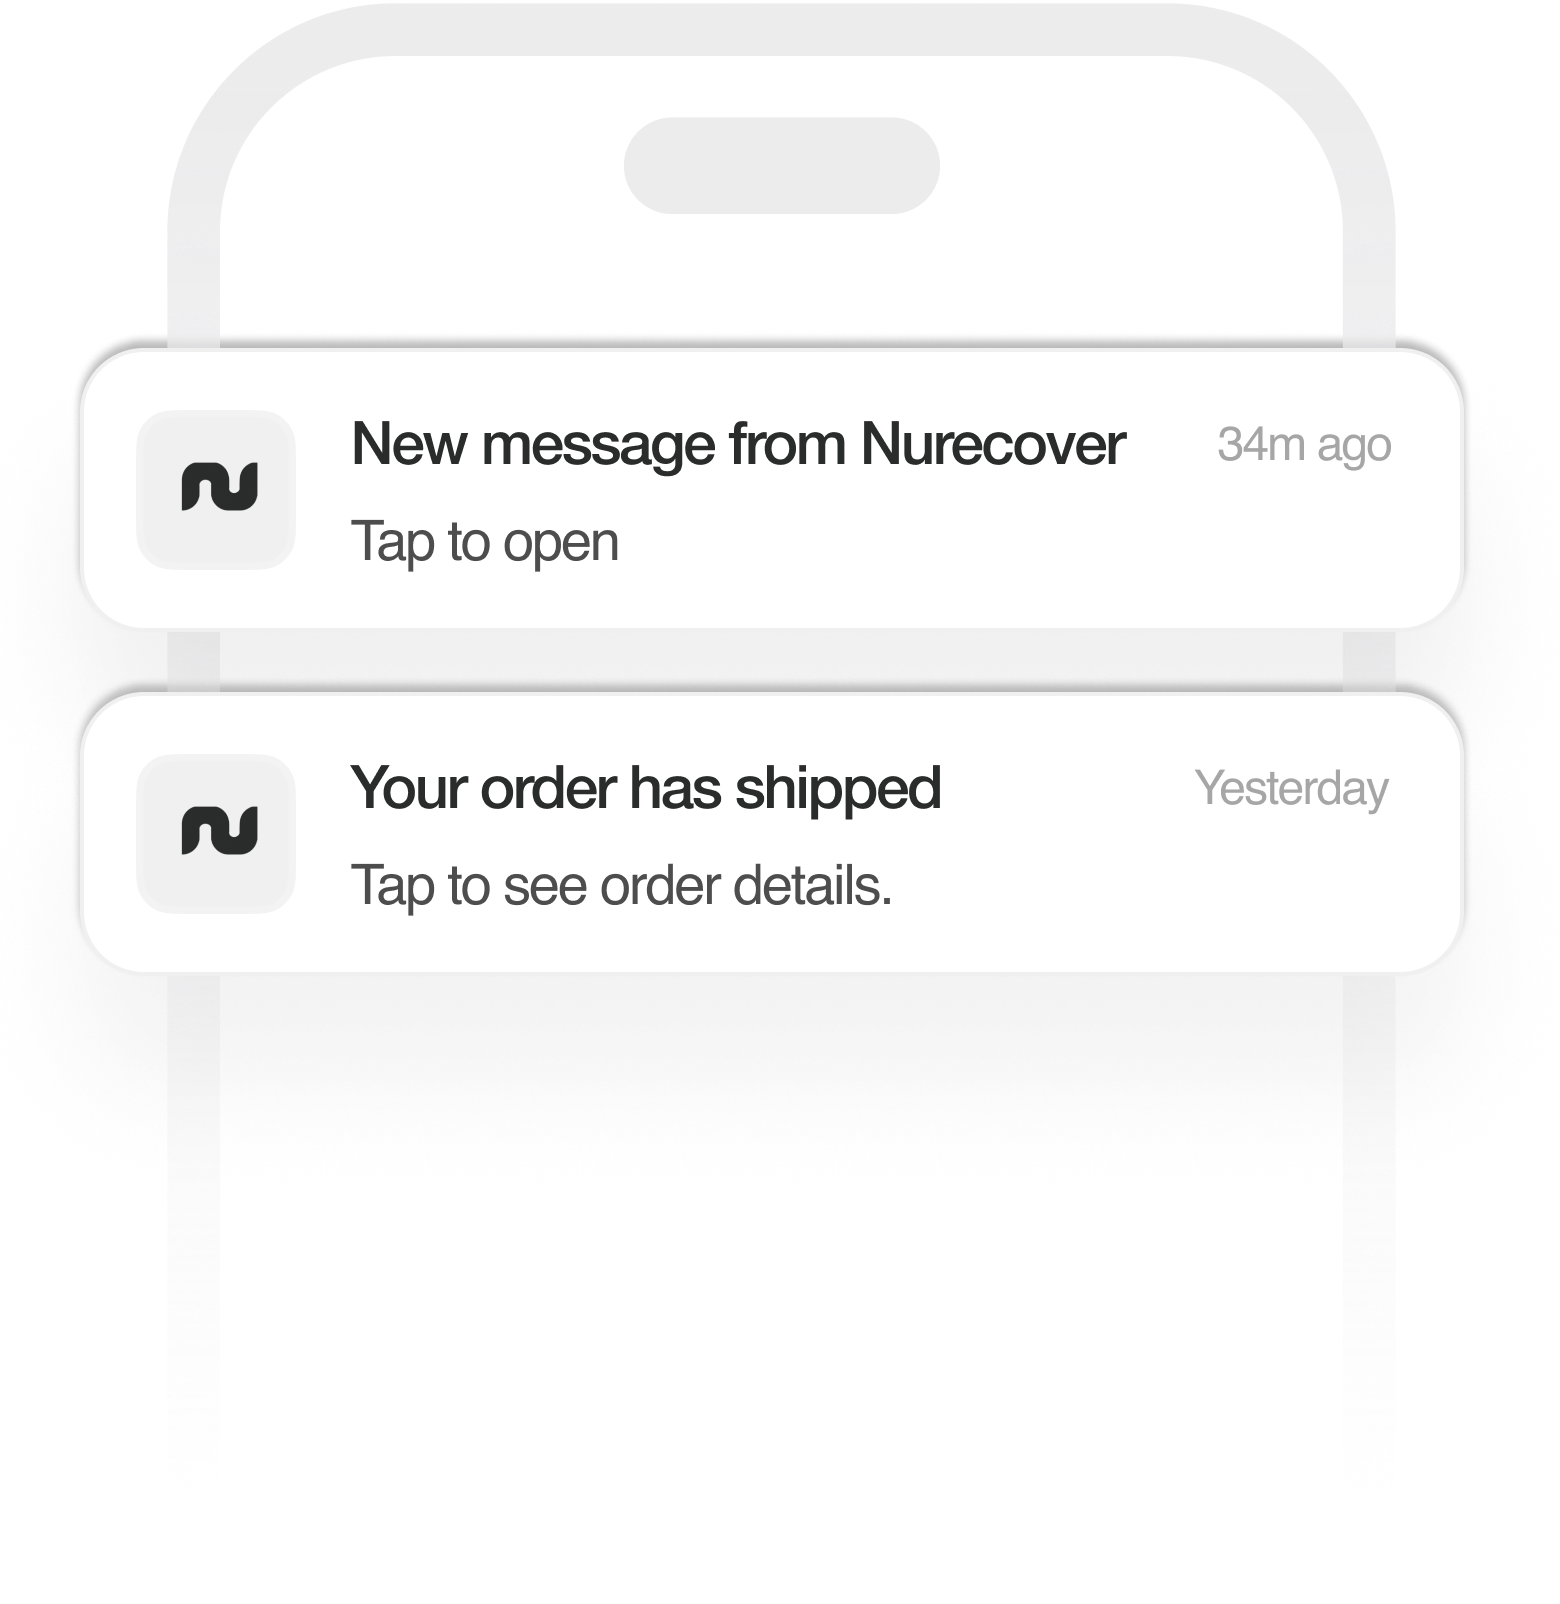 New message from Nurecover
34m ago
Tap to open
Your order has shipped
Yesterday
Tap to see order details.